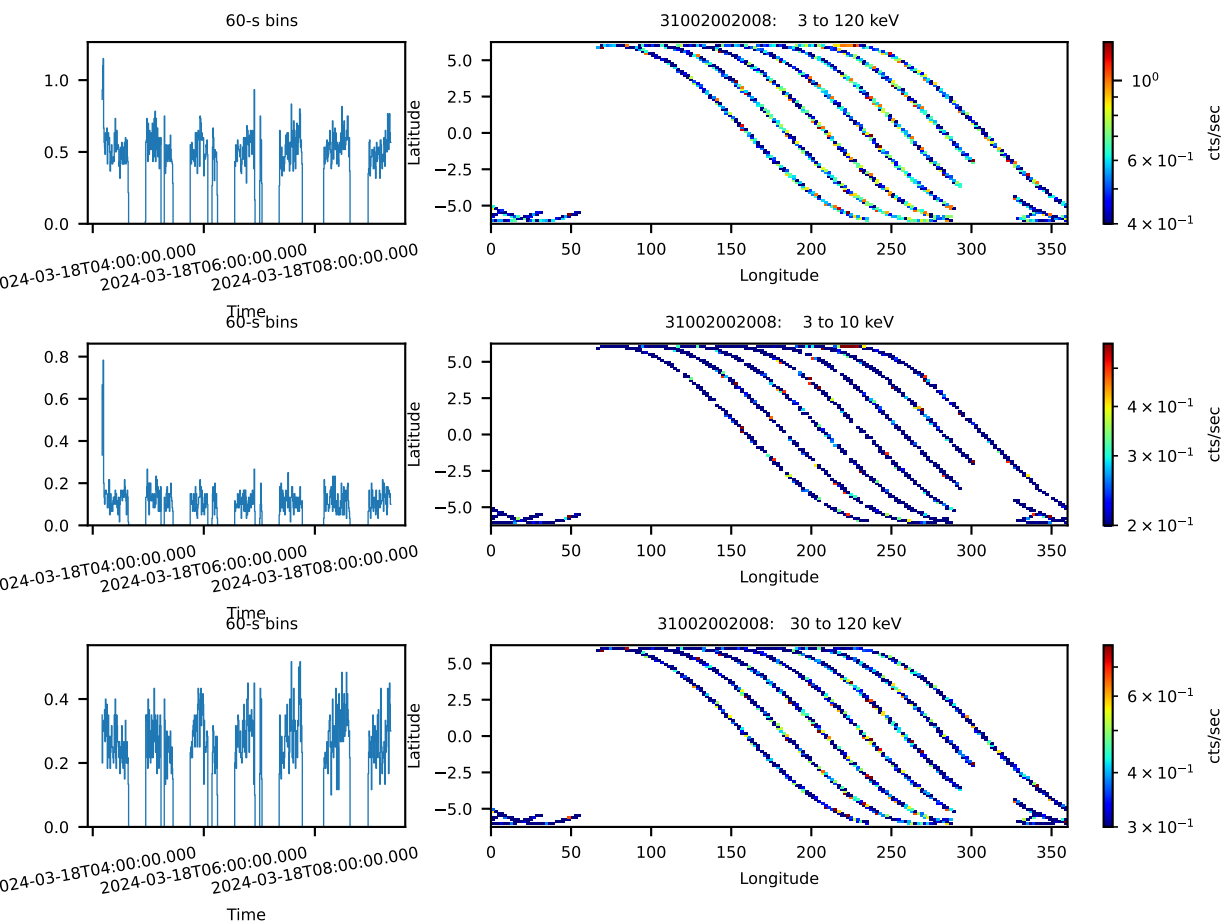 60-s bins
31002002008:    3 to 120 keV
1.0
0.5
0.0
Latitude
5.0
2.5
0.0
−2.5
−5.0
0 50 100 150 200 250 300 350
Longitude
10⁰
6 × 10⁻¹
4 × 10⁻¹
cts/sec
024-03-18T04:00:00.000
2024-03-18T06:00:00.000
2024-03-18T08:00:00.000
Time
60-s bins
31002002008:    3 to 10 keV
0.8
0.6
0.4
0.2
0.0
Latitude
5.0
2.5
0.0
−2.5
−5.0
0 50 100 150 200 250 300 350
Longitude
4 × 10⁻¹
3 × 10⁻¹
2 × 10⁻¹
cts/sec
024-03-18T04:00:00.000
2024-03-18T06:00:00.000
2024-03-18T08:00:00.000
Time
60-s bins
31002002008:   30 to 120 keV
0.4
0.2
0.0
Latitude
5.0
2.5
0.0
−2.5
−5.0
0 50 100 150 200 250 300 350
Longitude
6 × 10⁻¹
4 × 10⁻¹
3 × 10⁻¹
cts/sec
024-03-18T04:00:00.000
2024-03-18T06:00:00.000
2024-03-18T08:00:00.000
Time